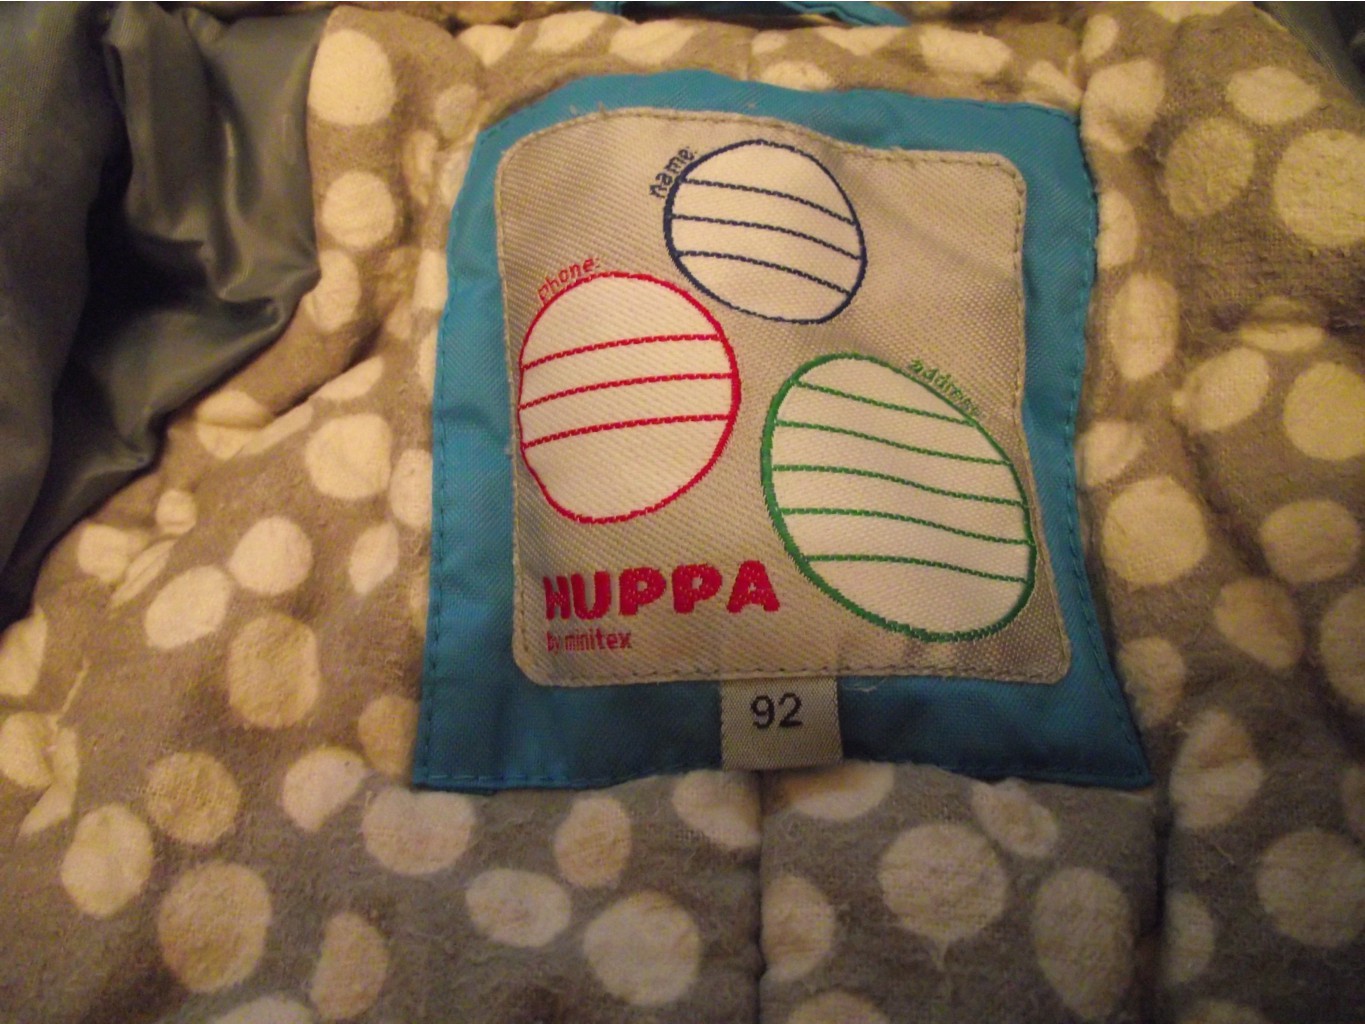 name:
phone:
address:
HUPPA
by minitex
92